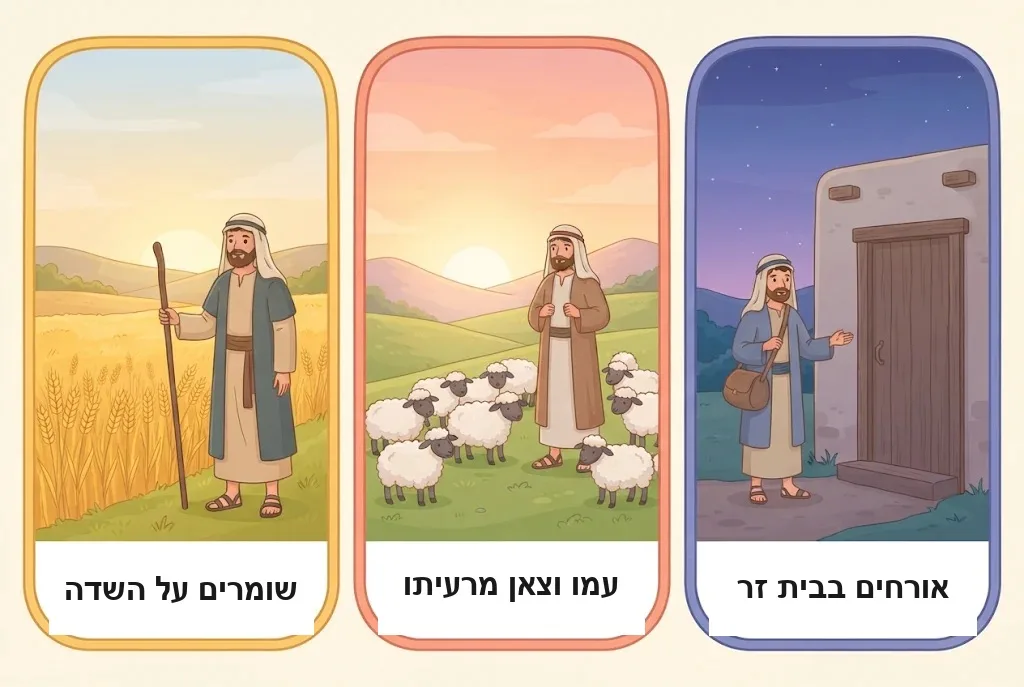 אורחים בבית זר
עמו וצאן מרעיתו
שומרים על השדה